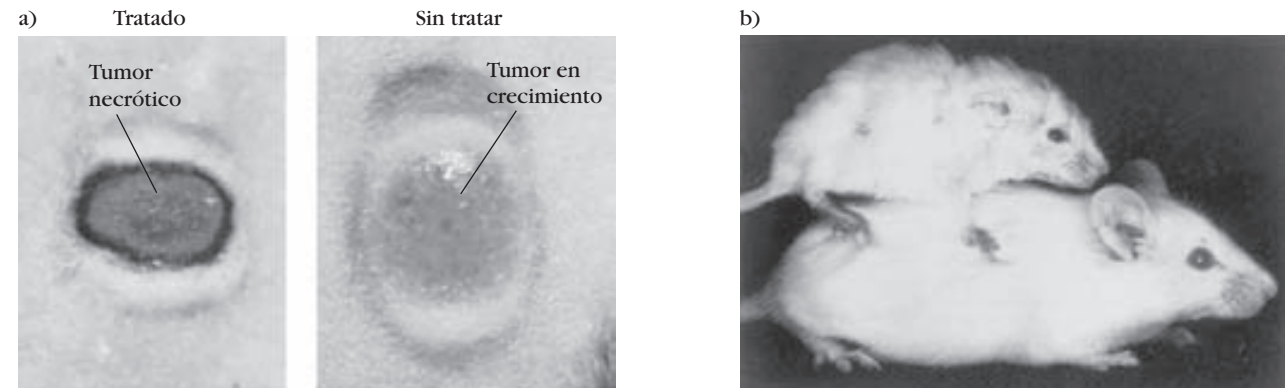 a)
Tratado
Sin tratar
Tumor
necrótico
Tumor en
crecimiento
b)